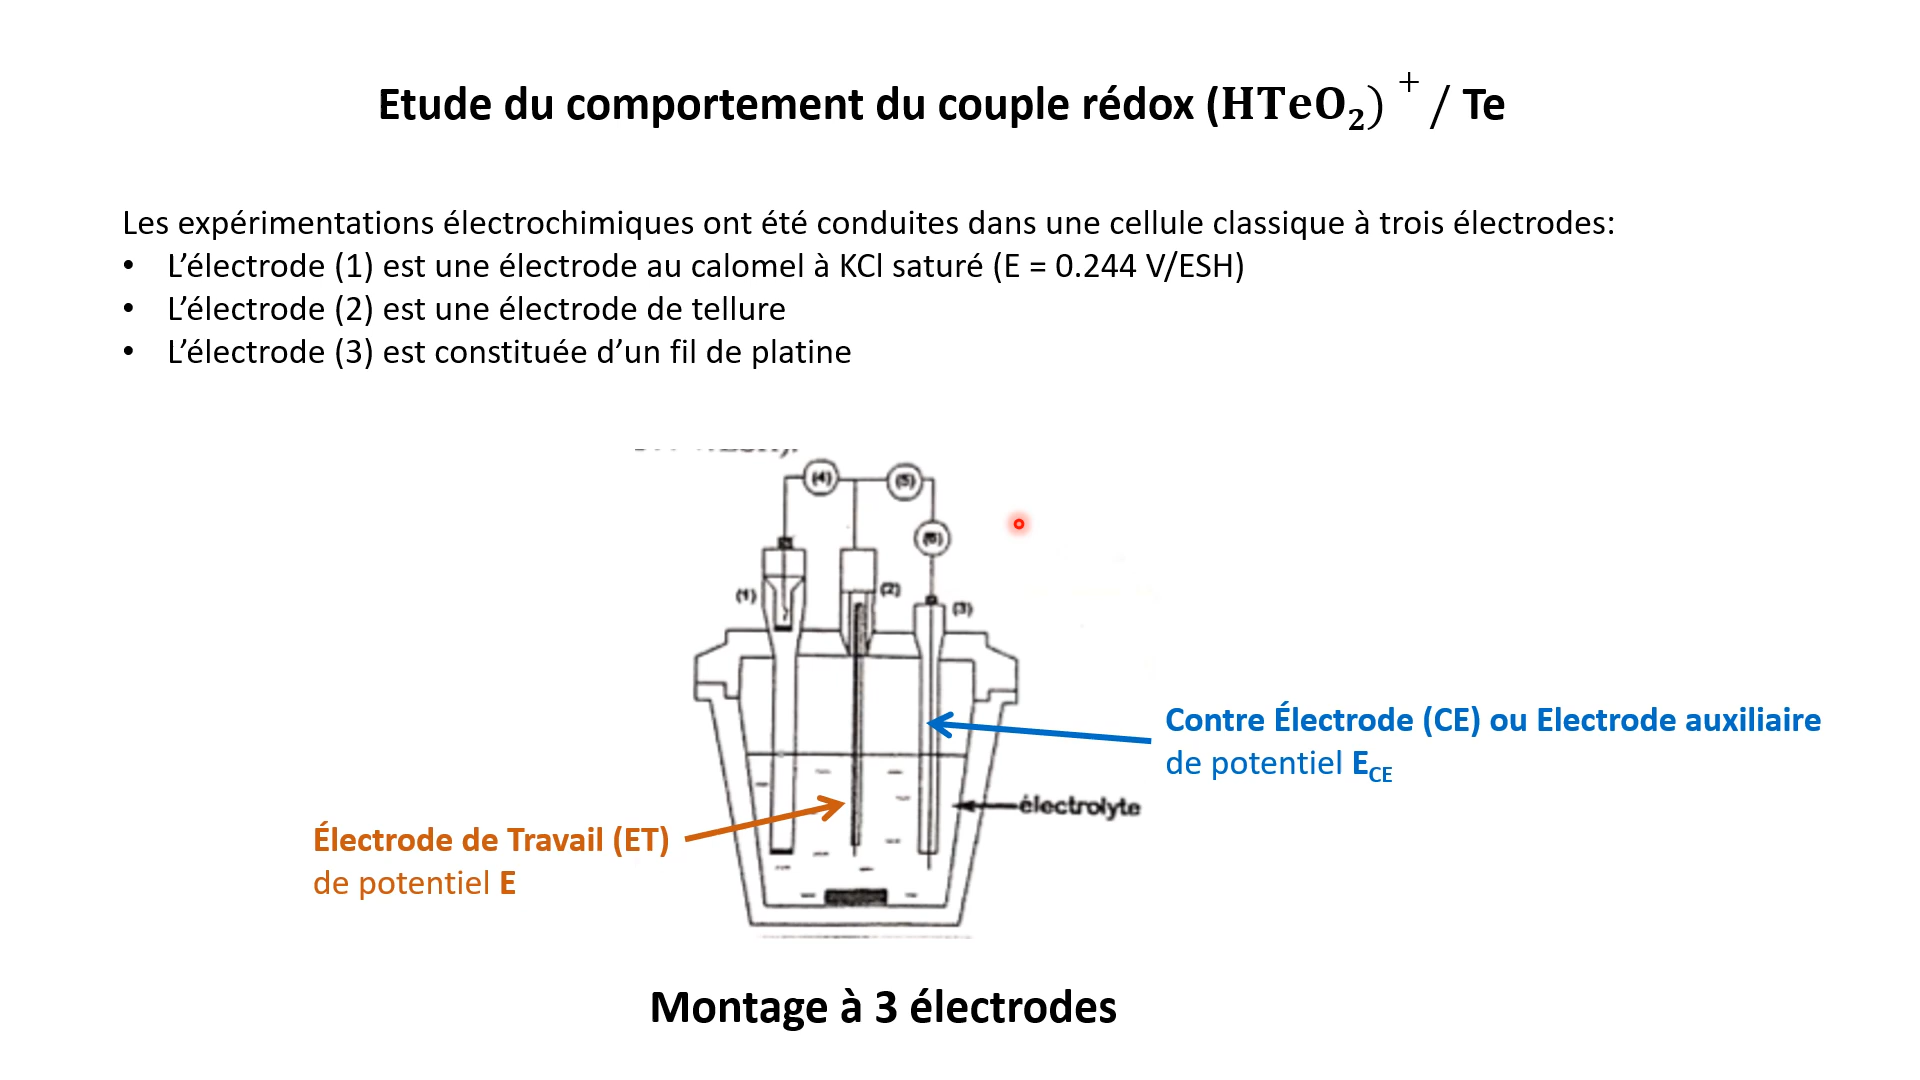 Etude du comportement du couple rédox (HTeO₂) ⁺ / Te
Les expérimentations électrochimiques ont été conduites dans une cellule classique à trois électrodes:
• L’électrode (1) est une électrode au calomel à KCl saturé (E = 0.244 V/ESH)
• L’électrode (2) est une électrode de tellure
• L’électrode (3) est constituée d’un fil de platine
(4)
(5)
(6)
(1)
(2)
(3)
Contre Électrode (CE) ou Electrode auxiliaire
de potentiel E_CE
électrolyte
Électrode de Travail (ET)
de potentiel E
Montage à 3 électrodes